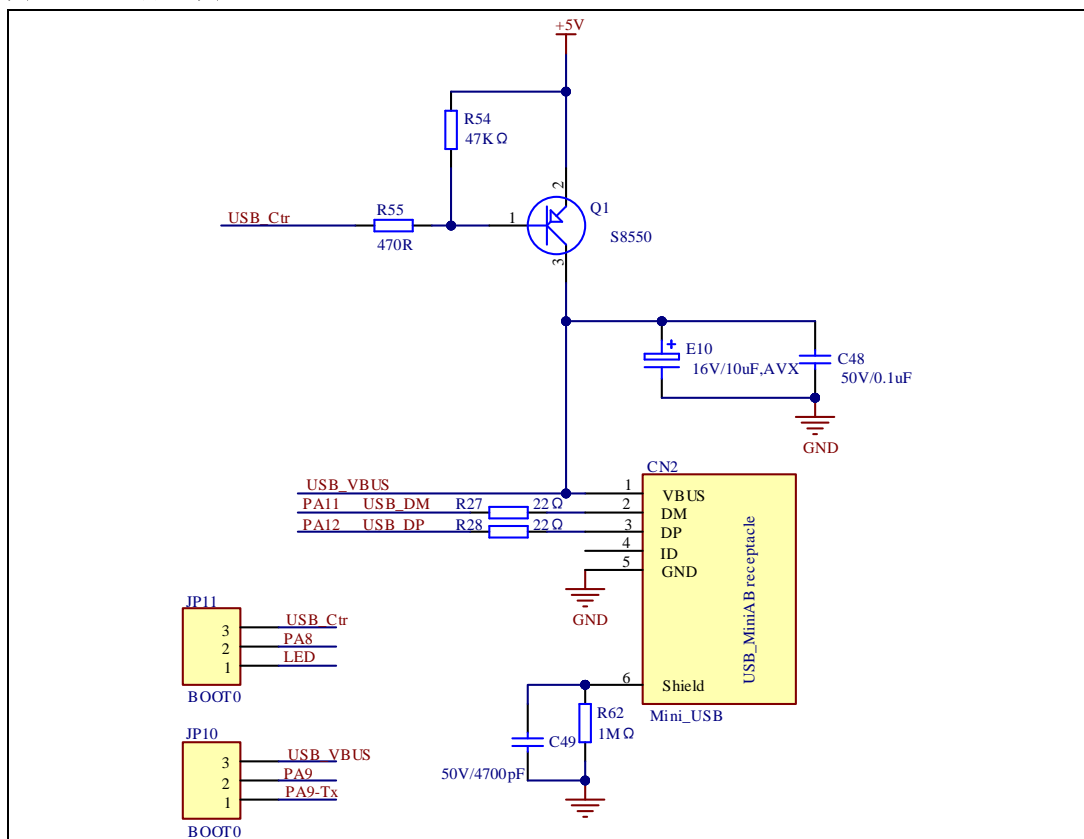 +5V
R54
47KΩ
2
Q1
S8550
USB_Ctr
R55
470R
1
3
E10
+
16V/10uF,AVX
C48
50V/0.1uF
GND
CN2
USB_VBUS
1
VBUS
PA11
USB_DM
R27
22Ω
2
DM
PA12
USB_DP
R28
22Ω
3
DP
4
ID
5
GND
GND
USB_MiniAB receptacle
6
Shield
Mini_USB
JP11
3
USB_Ctr
2
PA8
1
LED
BOOT0
R62
1MΩ
C49
50V/4700pF
JP10
3
USB_VBUS
2
PA9
1
PA9-Tx
BOOT0